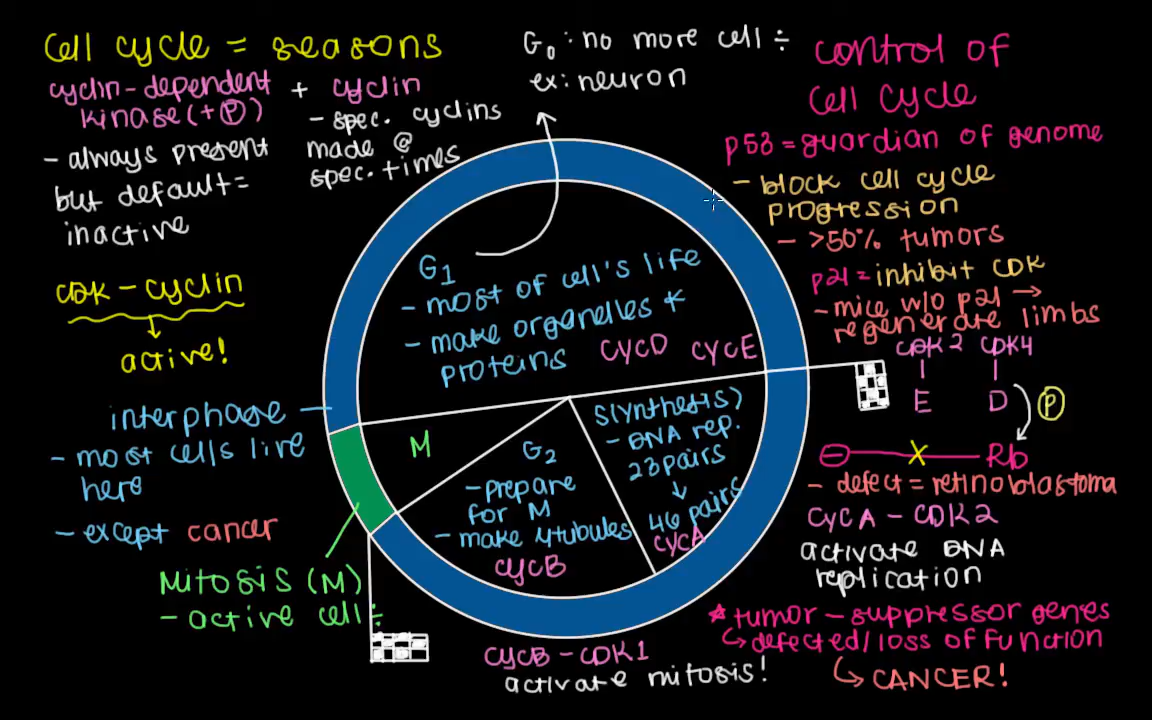 cell cycle = seasons
cyclin-dependent
kinase (+ P)
+ cyclin
- always present
but default=
inactive
- spec. cyclins
made @
spec. times
CDK - cyclin
active!
interphase
- most cells live
here
- except cancer
Mitosis (M)
- active cell ÷
G0: no more cell ÷
ex: neuron
G1
- most of cell's life
- make organelles +
proteins
CYCD CYCE
S(ynthesis)
- DNA rep.
23 pairs
↓
46 pairs
CYCA
G2
- prepare
for M
- make μtubules
CYCB
M
CYCB - CDK1
activate mitosis!
control of
cell cycle
p53 = guardian of genome
- block cell cycle
progression
- >50% tumors
p21 = inhibit CDK
- mice w/o p21 →
regenerate limbs
CDK2 CDK4
E D P
⊖ X Rb
- defect = retinoblastoma
CYCA - CDK2
activate DNA
replication
* tumor - suppressor genes
↳ defected/loss of function
↳ CANCER!